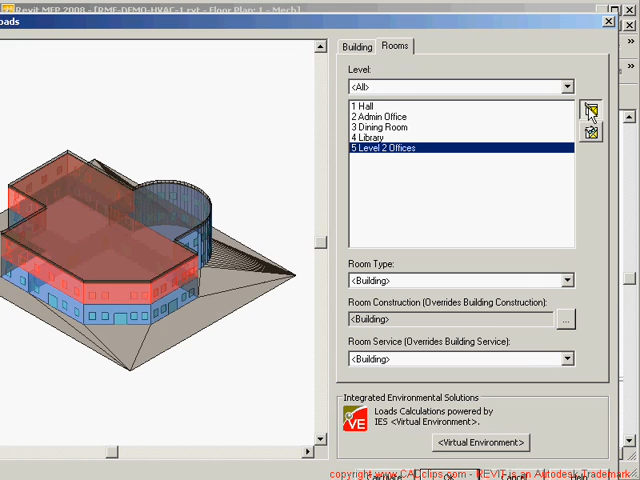 Revit MEP 2008 - [RME-DEMO-HVAC-1.rvt - Floor Plan: 1 - Mech]
oads
Building
Rooms
Level:
<All>
1 Hall
2 Admin Office
3 Dining Room
4 Library
5 Level 2 Offices
Room Type:
<Building>
Room Construction (Overrides Building Construction):
<Building>
...
Room Service (Overrides Building Service):
<Building>
Integrated Environmental Solutions
VE
Loads Calculations powered by
IES <Virtual Environment>.
<Virtual Environment>
Calculate
OK
Cancel
Help
copyright www.CADclips.com - REVIT is an Autodesk Trademark